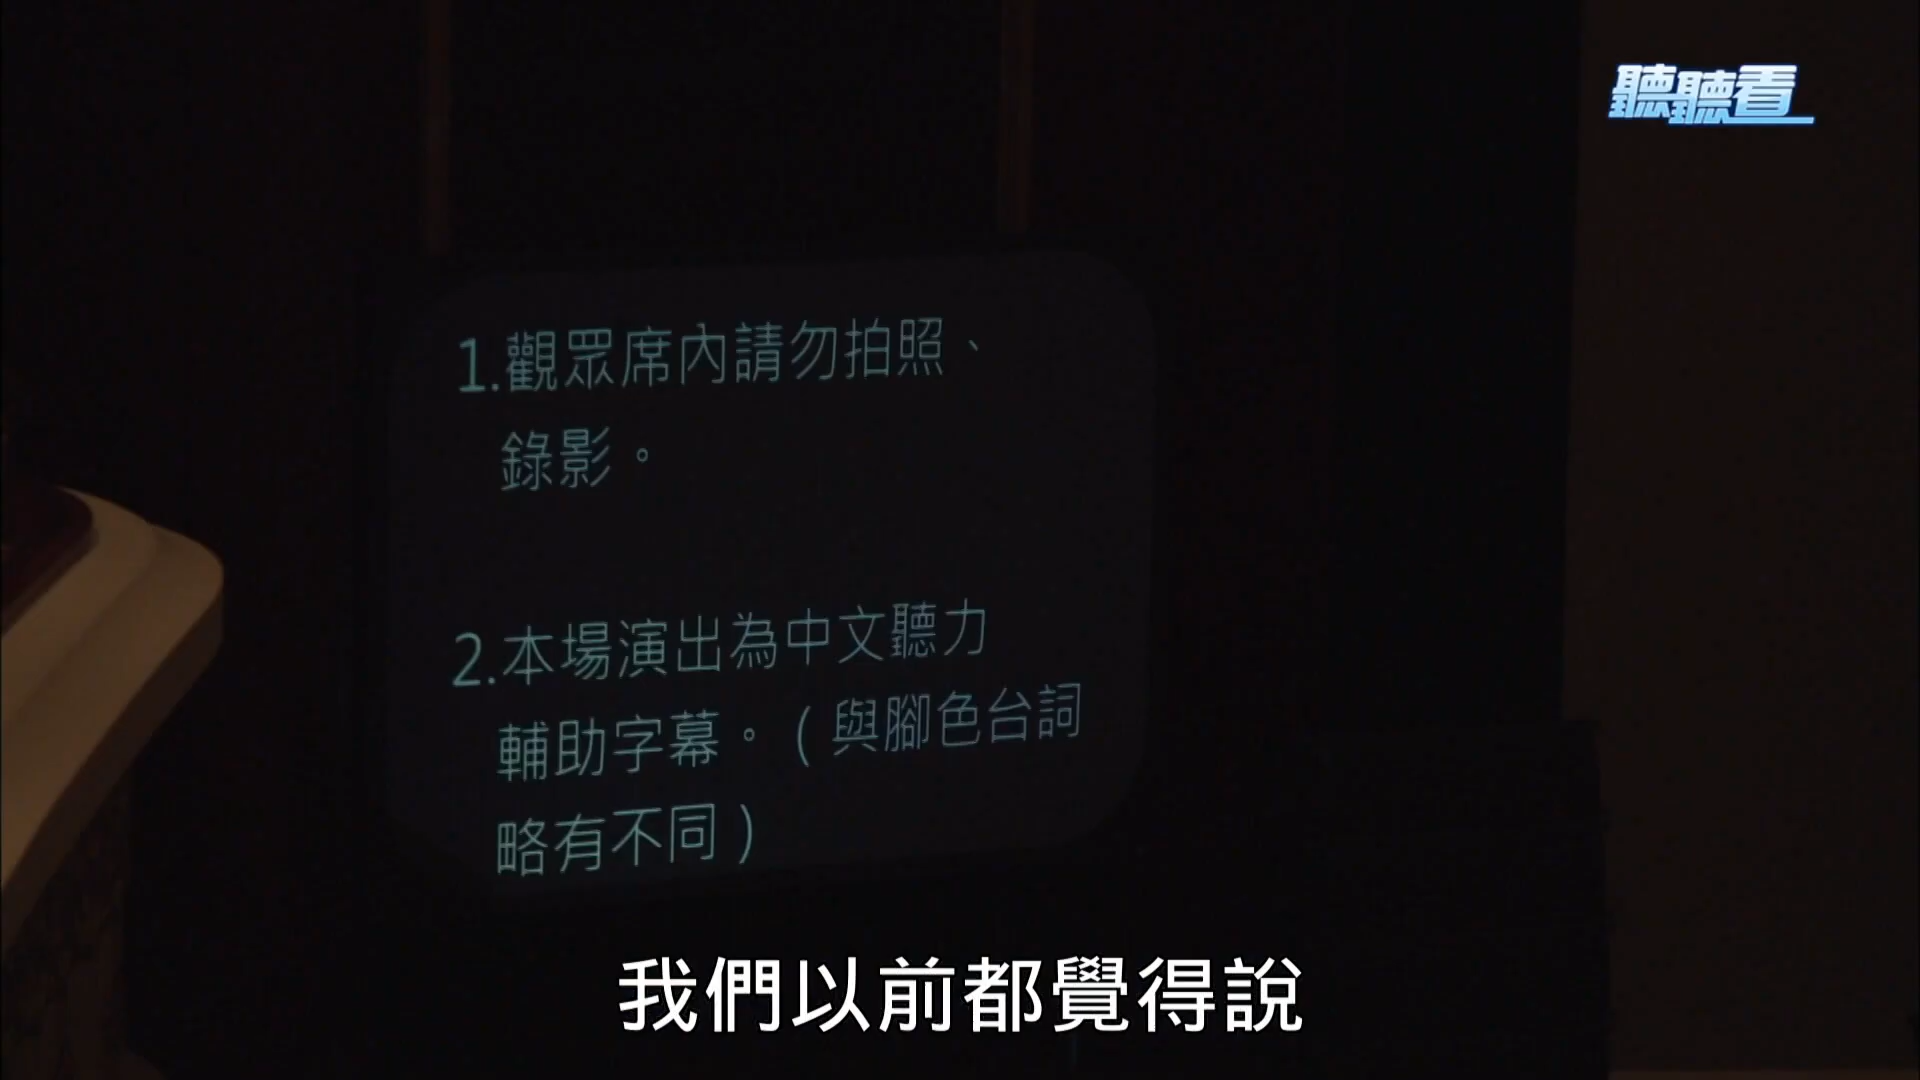 聽聽看
1.觀眾席內請勿拍照、
錄影。
2.本場演出為中文聽力
輔助字幕。(與腳色台詞
略有不同)
我們以前都覺得說